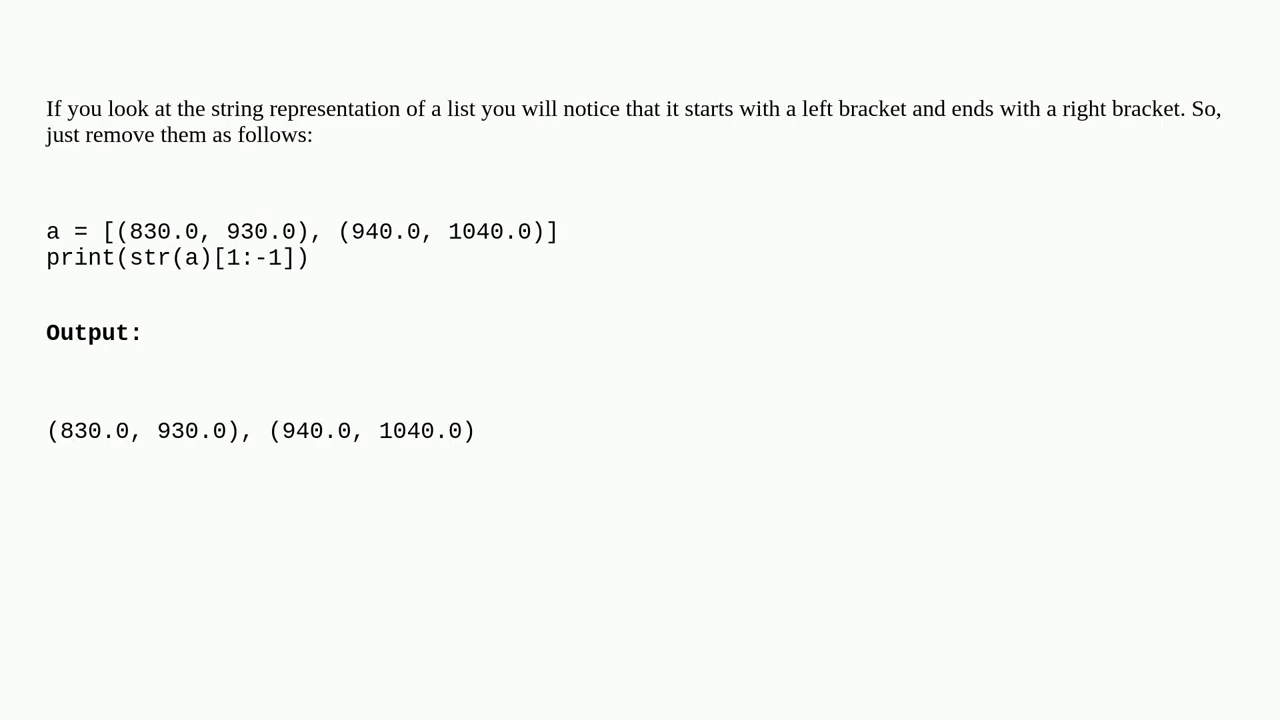 If you look at the string representation of a list you will notice that it starts with a left bracket and ends with a right bracket. So,
just remove them as follows:
a = [(830.0, 930.0), (940.0, 1040.0)]
print(str(a)[1:-1])
Output:
(830.0, 930.0), (940.0, 1040.0)